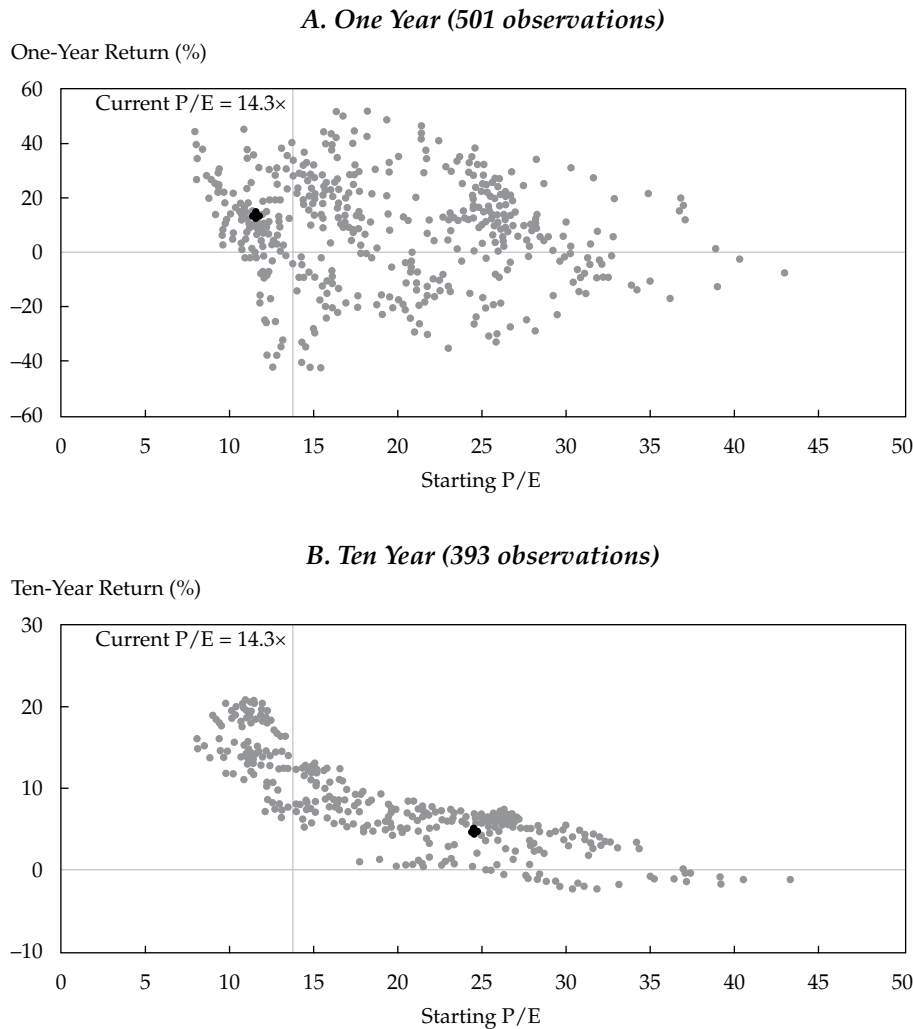 A. One Year (501 observations)
One-Year Return (%)
60
Current P/E = 14.3×
40
20
0
–20
–40
–60
0 5 10 15 20 25 30 35 40 45 50
Starting P/E
B. Ten Year (393 observations)
Ten-Year Return (%)
30
Current P/E = 14.3×
20
10
0
–10
0 5 10 15 20 25 30 35 40 45 50
Starting P/E